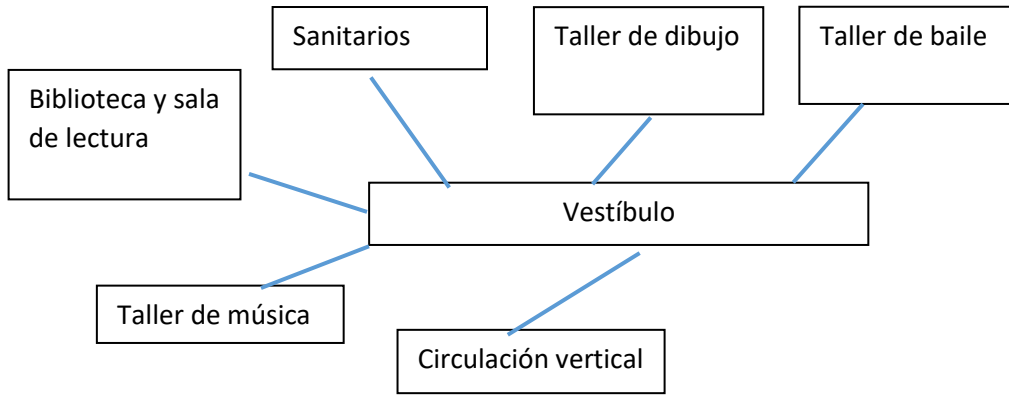 Sanitarios
Taller de dibujo
Taller de baile
Biblioteca y sala
de lectura
Vestíbulo
Taller de música
Circulación vertical